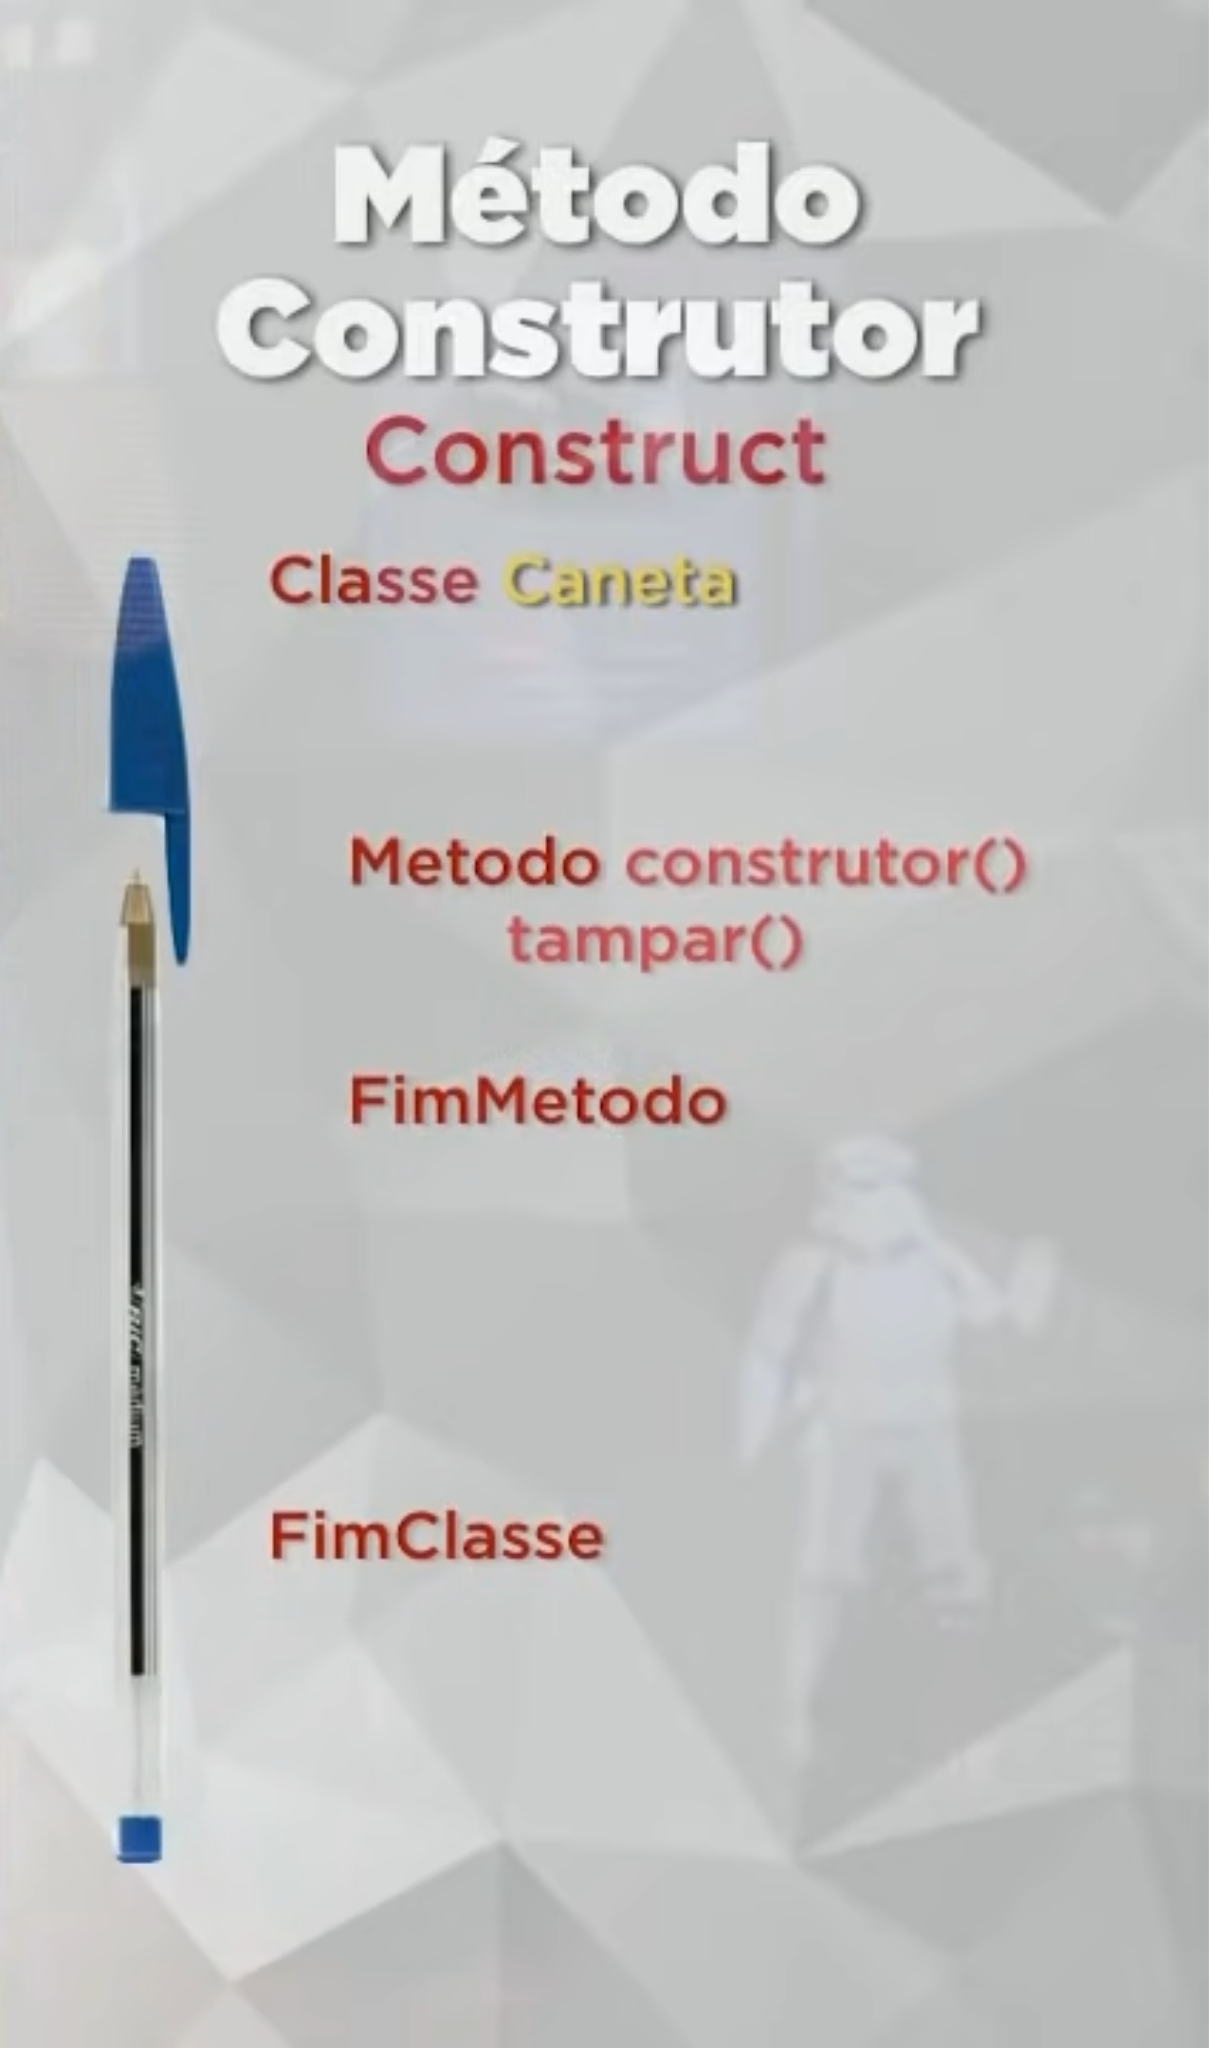 Método
Construtor
Construct
Classe Caneta
Metodo construtor()
tampar()
FimMetodo
FimClasse